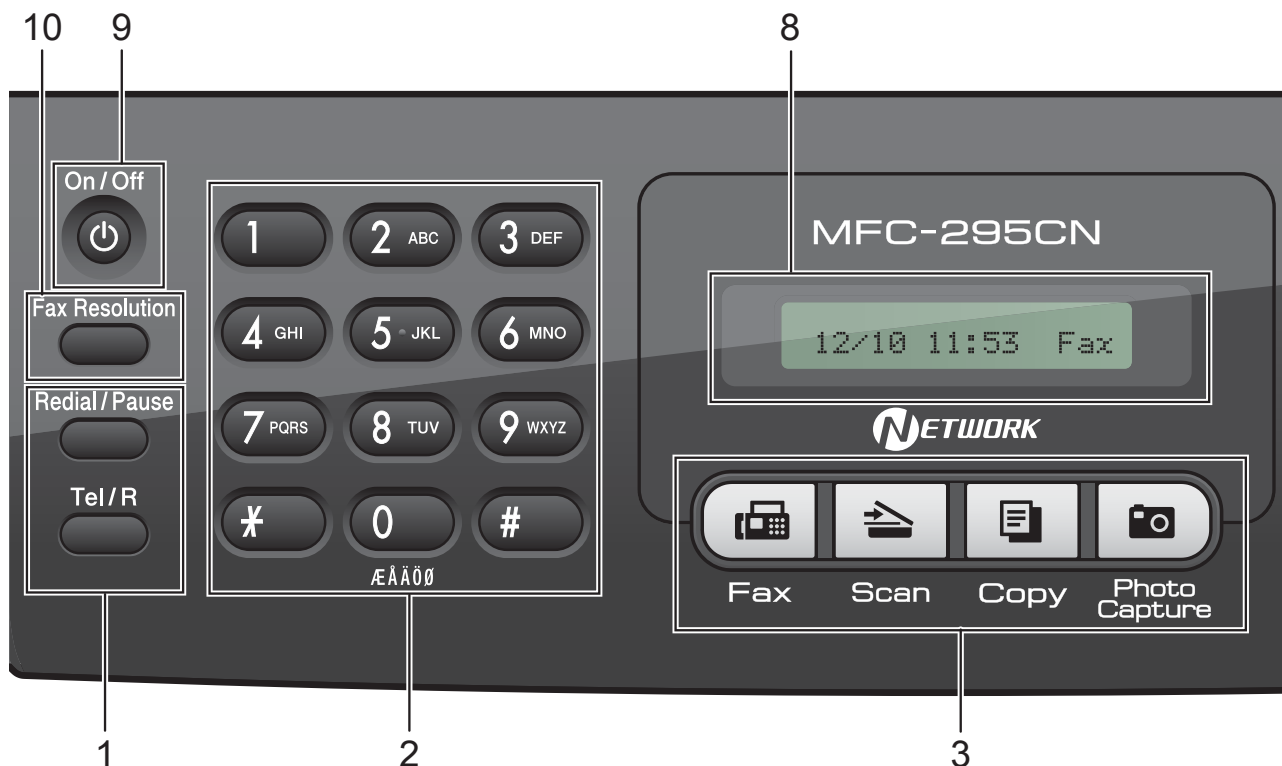 10 9 8
On/Off
Fax Resolution
Redial/Pause
Tel/R
1 2 ABC 3 DEF
4 GHI 5 JKL 6 MNO
7 PQRS 8 TUV 9 WXYZ
* 0 #
ÆÅÄÖØ
MFC-295CN
12/10 11:53 Fax
NETWORK
Fax Scan Copy Photo Capture
1 2 3